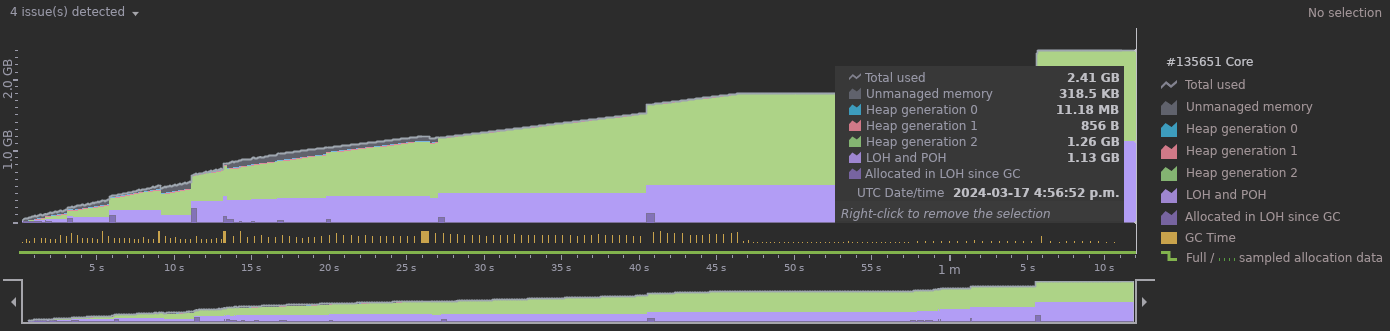 4 issue(s) detected
No selection
2.0 GB
1.0 GB
Total used 2.41 GB
Unmanaged memory 318.5 KB
Heap generation 0 11.18 MB
Heap generation 1 856 B
Heap generation 2 1.26 GB
LOH and POH 1.13 GB
Allocated in LOH since GC
UTC Date/time 2024-03-17 4:56:52 p.m.
Right-click to remove the selection
#135651 Core
Total used
Unmanaged memory
Heap generation 0
Heap generation 1
Heap generation 2
LOH and POH
Allocated in LOH since GC
GC Time
Full / sampled allocation data
5 s 10 s 15 s 20 s 25 s 30 s 35 s 40 s 45 s 50 s 55 s 1 m 5 s 10 s